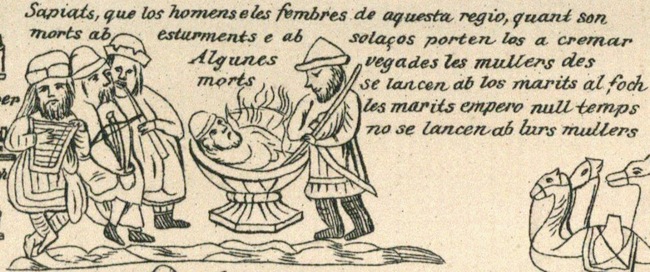 Sapiats, que los homens e les fembres de aquesta regio, quant son
morts ab esturments e ab solaços porten los a cremar
Algunes vegades les mullers des
morts se lancen ab los marits al foch
les marits empero null temps
no se lancen ab lurs mullers